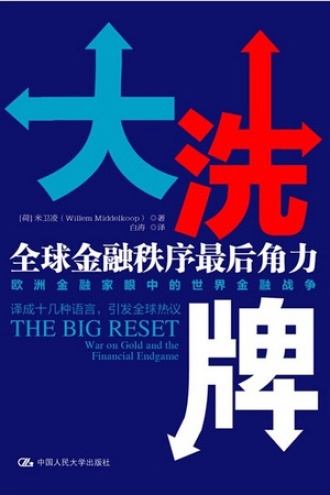 大洗牌
[荷] 米卫凌(Willem Middelkoop) 著
白涛 译
全球金融秩序最后角力
欧洲金融家眼中的世界金融战争
译成十几种语言,引发全球热议
THE BIG RESET
War on Gold and the
Financial Endgame
中国人民大学出版社